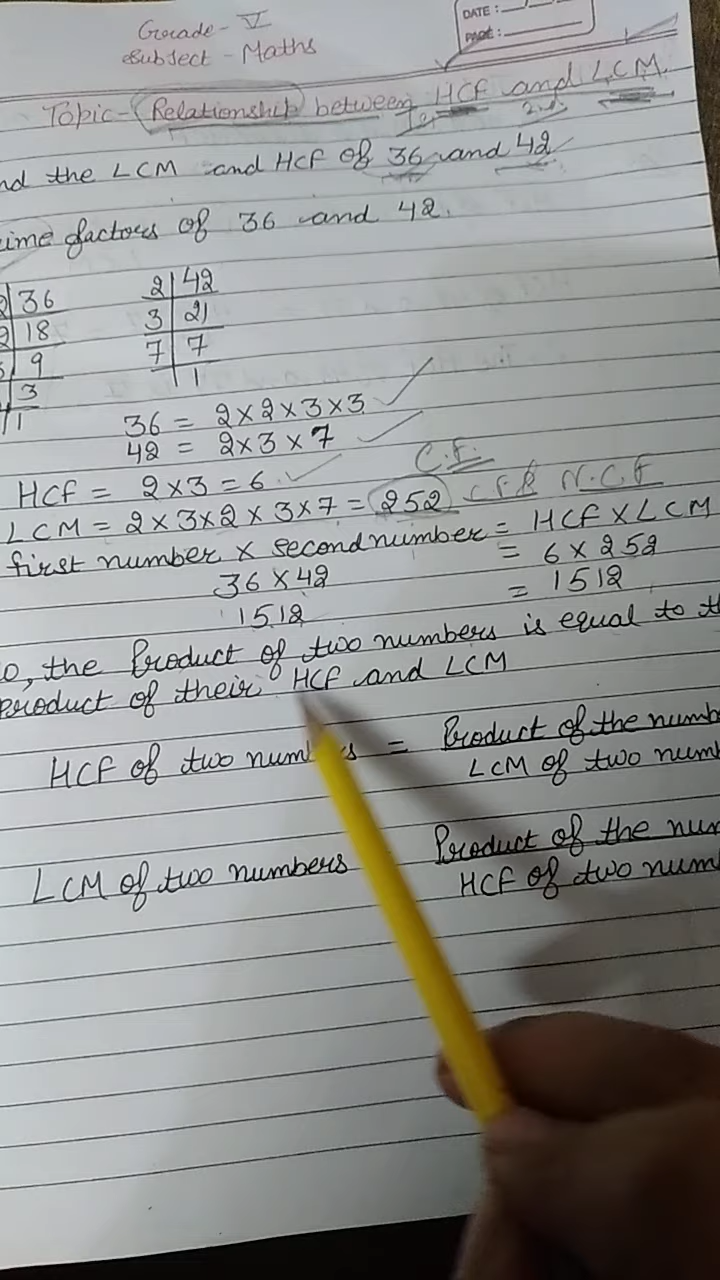 Grade - V
Subject - Maths
DATE :
PAGE :
Topic - Relationship between HCF and LCM.
nd the LCM and HCF of 36 and 42
ime factors of 36 and 42.
2 36 2 42
2 18 3 21
3 9 7 7
3 1
1
36 = 2 × 2 × 3 × 3
42 = 2 × 3 × 7
C.F.
HCF = 2 × 3 = 6
LCM = 2 × 3 × 2 × 3 × 7 = 252 CF & N.C.F
first number × second number = HCF × LCM
36 × 42 = 6 × 252
1512 = 1512
o, the Product of two numbers is equal to th
Product of their HCF and LCM
HCF of two numbers = Product of the numb
LCM of two numb
LCM of two numbers Product of the num
HCF of two num